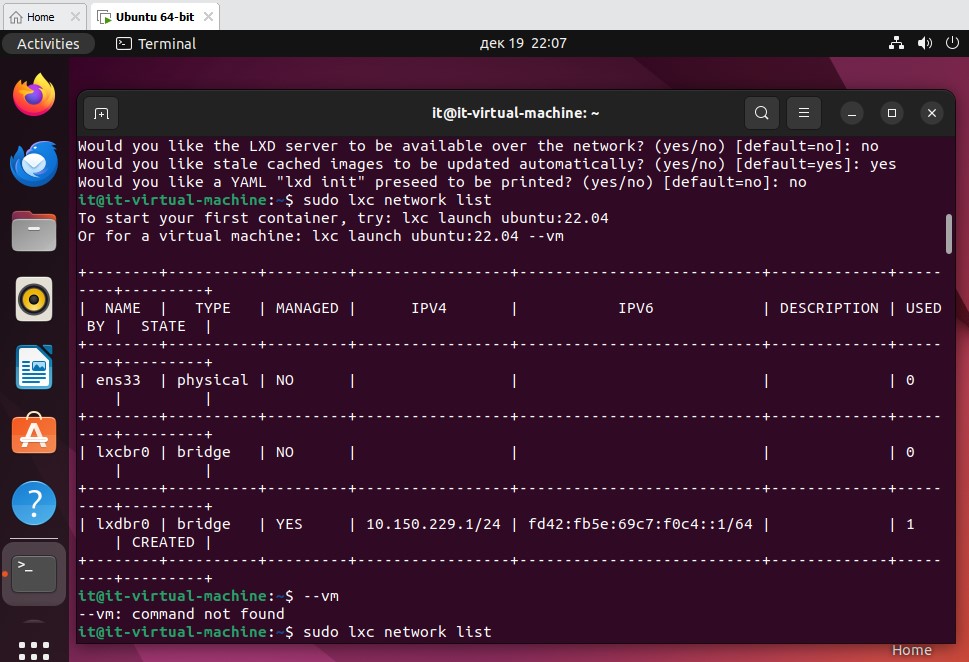 Home
Ubuntu 64-bit
Activities
Terminal
дек 19 22:07
it@it-virtual-machine: ~
Would you like the LXD server to be available over the network? (yes/no) [default=no]: no
Would you like stale cached images to be updated automatically? (yes/no) [default=yes]: yes
Would you like a YAML "lxd init" preseed to be printed? (yes/no) [default=no]: no
it@it-virtual-machine:~$ sudo lxc network list
To start your first container, try: lxc launch ubuntu:22.04
Or for a virtual machine: lxc launch ubuntu:22.04 --vm
+--------+----------+---------+-----------------+---------------------------+-------------+-----
----+---------+
|  NAME  |   TYPE   | MANAGED |      IPV4       |           IPV6            | DESCRIPTION | USED
 BY |  STATE  |
+--------+----------+---------+-----------------+---------------------------+-------------+-----
----+---------+
| ens33  | physical | NO      |                 |                           |             | 0
    |         |
+--------+----------+---------+-----------------+---------------------------+-------------+-----
----+---------+
| lxcbr0 | bridge   | NO      |                 |                           |             | 0
    |         |
+--------+----------+---------+-----------------+---------------------------+-------------+-----
----+---------+
| lxdbr0 | bridge   | YES     | 10.150.229.1/24 | fd42:fb5e:69c7:f0c4::1/64 |             | 1
    | CREATED |
+--------+----------+---------+-----------------+---------------------------+-------------+-----
----+---------+
it@it-virtual-machine:~$ --vm
--vm: command not found
it@it-virtual-machine:~$ sudo lxc network list
Home